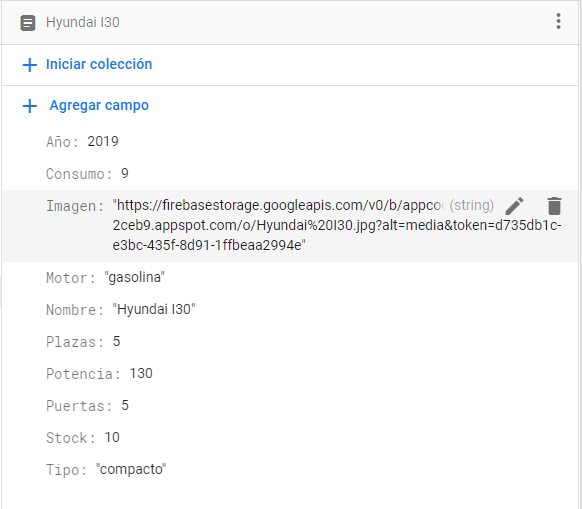 Hyundai I30
Iniciar colección
Agregar campo
Año: 2019
Consumo: 9
Imagen: "https://firebasestorage.googleapis.com/v0/b/appco (string)
2ceb9.appspot.com/o/Hyundai%20I30.jpg?alt=media&token=d735db1c-
e3bc-435f-8d91-1ffbeaa2994e"
Motor: "gasolina"
Nombre: "Hyundai I30"
Plazas: 5
Potencia: 130
Puertas: 5
Stock: 10
Tipo: "compacto"